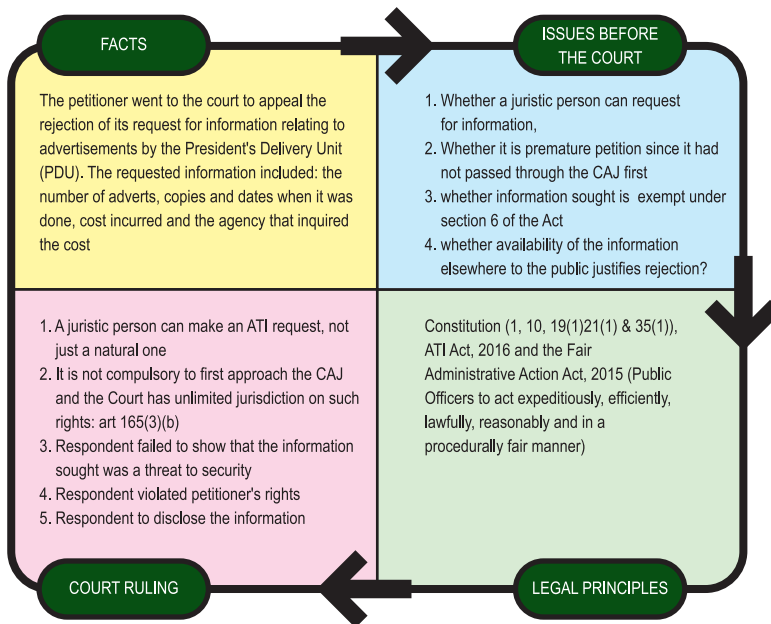 FACTS
The petitioner went to the court to appeal the
rejection of its request for information relating to
advertisements by the President's Delivery Unit
(PDU). The requested information included: the
number of adverts, copies and dates when it was
done, cost incurred and the agency that inquired
the cost
ISSUES BEFORE
THE COURT
1. Whether a juristic person can request
for information,
2. Whether it is premature petition since it had
not passed through the CAJ first
3. whether information sought is exempt under
section 6 of the Act
4. whether availability of the information
elsewhere to the public justifies rejection?
Constitution (1, 10, 19(1)21(1) & 35(1)),
ATI Act, 2016 and the Fair
Administrative Action Act, 2015 (Public
Officers to act expeditiously, efficiently,
lawfully, reasonably and in a
procedurally fair manner)
LEGAL PRINCIPLES
1. A juristic person can make an ATI request, not
just a natural one
2. It is not compulsory to first approach the CAJ
and the Court has unlimited jurisdiction on such
rights: art 165(3)(b)
3. Respondent failed to show that the information
sought was a threat to security
4. Respondent violated petitioner's rights
5. Respondent to disclose the information
COURT RULING